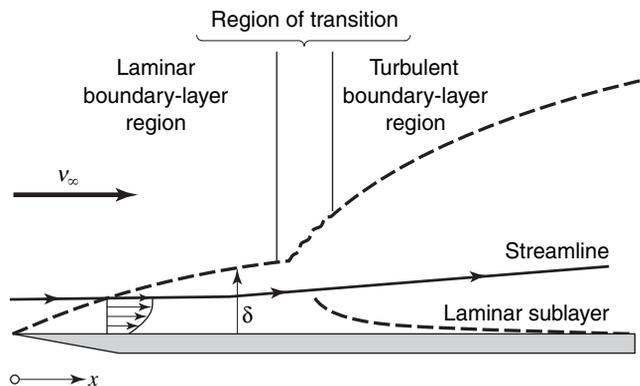 Region of transition
Laminar
boundary-layer
region
Turbulent
boundary-layer
region
v∞
Streamline
δ
Laminar sublayer
x